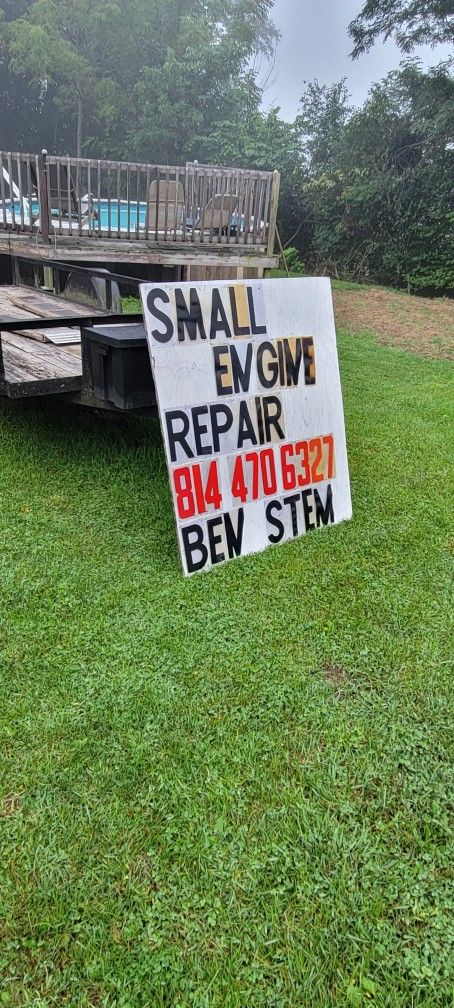 SMALL
ENGINE
REPAIR
814 470 6327
BEN STEM